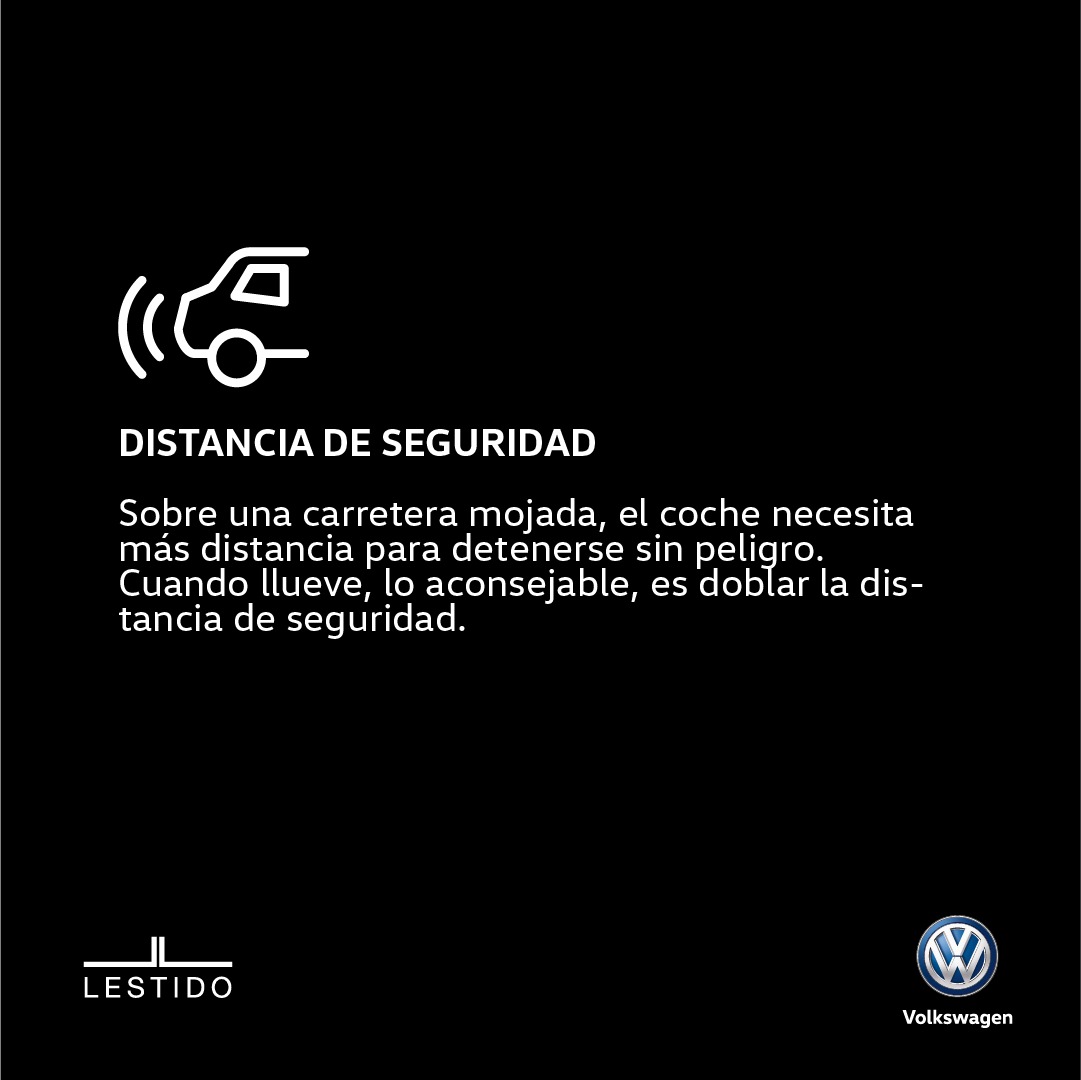 DISTANCIA DE SEGURIDAD
Sobre una carretera mojada, el coche necesita
más distancia para detenerse sin peligro.
Cuando llueve, lo aconsejable, es doblar la dis-
tancia de seguridad.
LESTIDO
Volkswagen